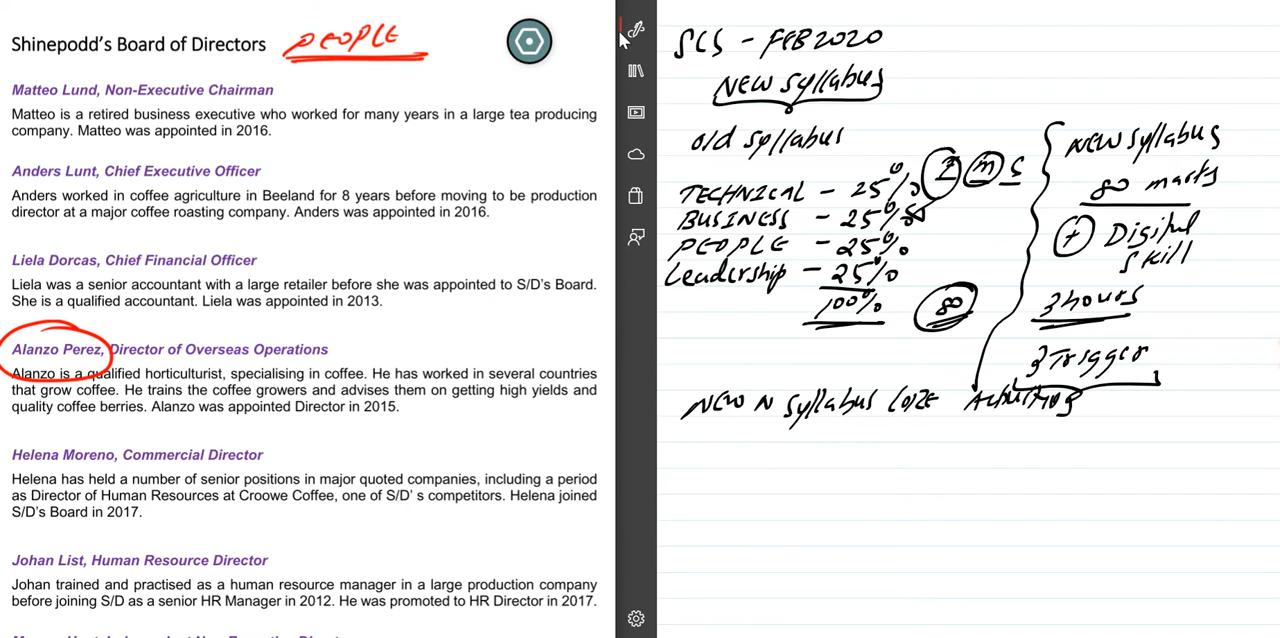 Shinepodd's Board of Directors PEOPLE
Matteo Lund, Non-Executive Chairman
Matteo is a retired business executive who worked for many years in a large tea producing
company. Matteo was appointed in 2016.
Anders Lunt, Chief Executive Officer
Anders worked in coffee agriculture in Beeland for 8 years before moving to be production
director at a major coffee roasting company. Anders was appointed in 2016.
Liela Dorcas, Chief Financial Officer
Liela was a senior accountant with a large retailer before she was appointed to S/D's Board.
She is a qualified accountant. Liela was appointed in 2013.
Alanzo Perez, Director of Overseas Operations
Alanzo is a qualified horticulturist, specialising in coffee. He has worked in several countries
that grow coffee. He trains the coffee growers and advises them on getting high yields and
quality coffee berries. Alanzo was appointed Director in 2015.
Helena Moreno, Commercial Director
Helena has held a number of senior positions in major quoted companies, including a period
as Director of Human Resources at Croowe Coffee, one of S/D' s competitors. Helena joined
S/D's Board in 2017.
Johan List, Human Resource Director
Johan trained and practised as a human resource manager in a large production company
before joining S/D as a senior HR Manager in 2012. He was promoted to HR Director in 2017.
SCS - FEB 2020
NEW Syllabus
old syllabus
TECHNICAL - 25%
BUSINESS - 25%
PEOPLE - 25%
Leadership - 25%
100% 80
NEW syllabus
80 marks
+ Digital
Skill
3 hours
3 Trigger
NEW syllabus CORE Activities